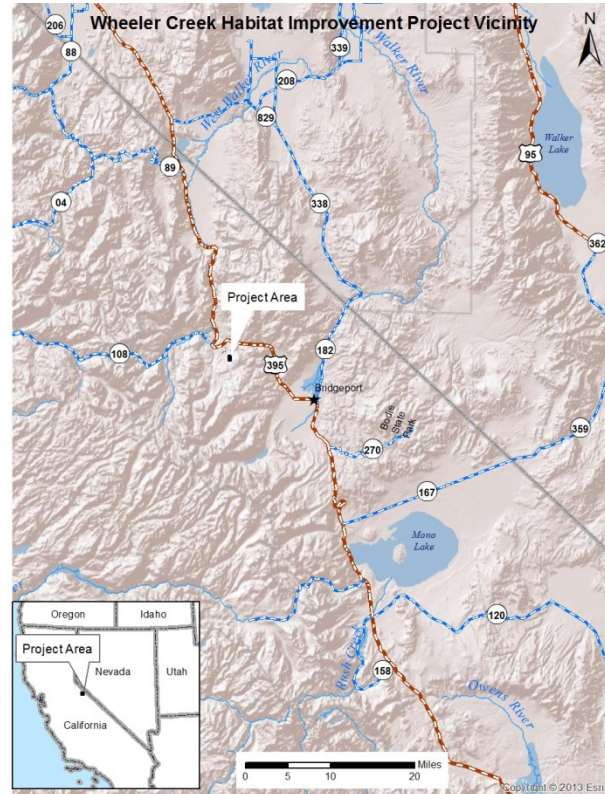 Wheeler Creek Habitat Improvement Project Vicinity
N
206
88
339
West Walker River
208
East Walker River
829
89
95
Walker
Lake
04
338
362
Project Area
108
182
395
Bridgeport
Bodie
State
Park
270
359
167
Mono
Lake
120
Rush Creek
158
Owens River
Oregon
Idaho
Project Area
Nevada
Utah
California
Miles
0
5
10
20
Copyright © 2013 Esri